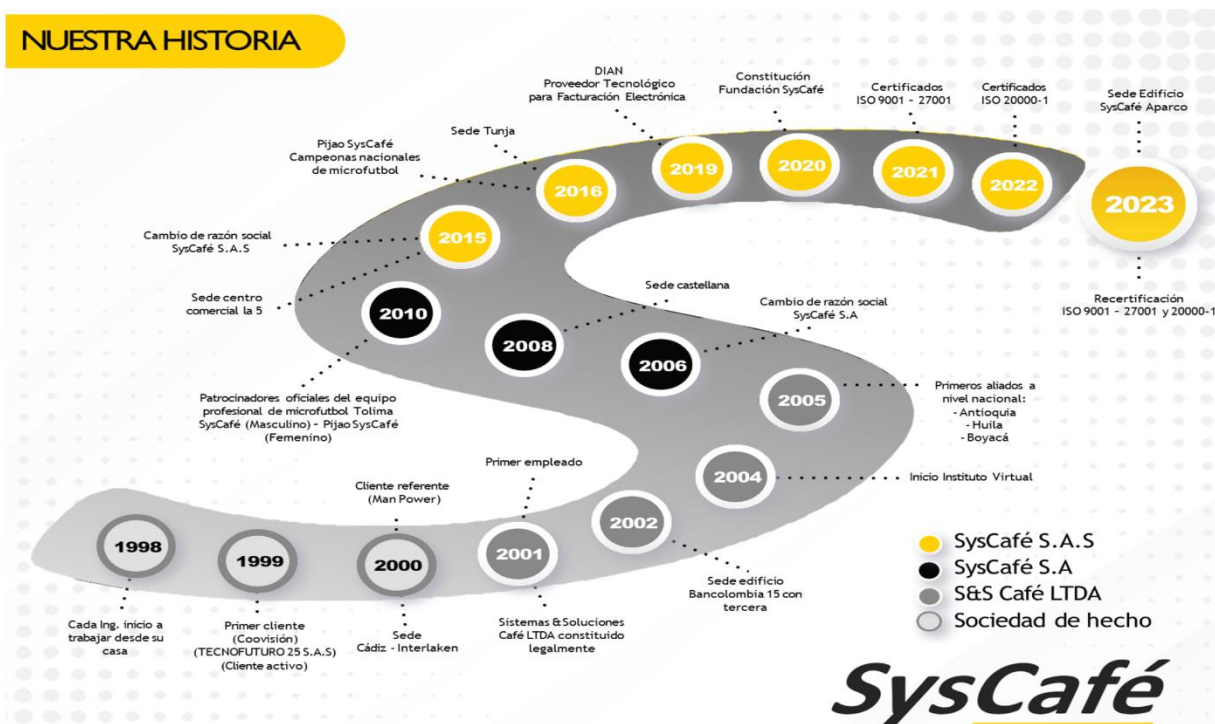 NUESTRA HISTORIA
1998
Cada Ing. inicio a
trabajar desde su
casa
1999
Primer cliente
(Coovisión)
(TECNOFUTURO 25 S.A.S)
(Cliente activo)
Cliente referente
(Man Power)
2000
Sede
Cádiz - Interlaken
Primer empleado
2001
Sistemas & Soluciones
Café LTDA constituido
legalmente
2002
Sede edificio
Bancolombia 15 con
tercera
2004
Inicio Instituto Virtual
2005
Primeros aliados a
nivel nacional:
- Antioquia
- Huila
- Boyacá
Cambio de razón social
SysCafé S.A
2006
Sede castellana
2008
2010
Patrocinadores oficiales del equipo
profesional de microfutbol Tolima
SysCafé (Masculino) - Pijao SysCafé
(Femenino)
Cambio de razón social
SysCafé S.A.S
2015
Sede centro
comercial la 5
Sede Tunja
Pijao SysCafé
Campeonas nacionales
de microfutbol
2016
DIAN
Proveedor Tecnológico
para Facturación Electrónica
2019
Constitución
Fundación SysCafé
2020
Certificados
ISO 9001 - 27001
2021
Certificados
ISO 20000-1
2022
Sede Edificio
SysCafé Aparco
2023
Recertificación
ISO 9001 - 27001 y 20000-1
SysCafé S.A.S
SysCafé S.A
S&S Café LTDA
Sociedad de hecho
SysCafé